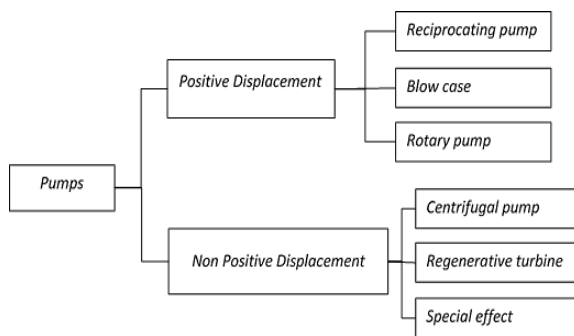 Reciprocating pump
Positive Displacement
Blow case
Rotary pump
Pumps
Centrifugal pump
Non Positive Displacement
Regenerative turbine
Special effect